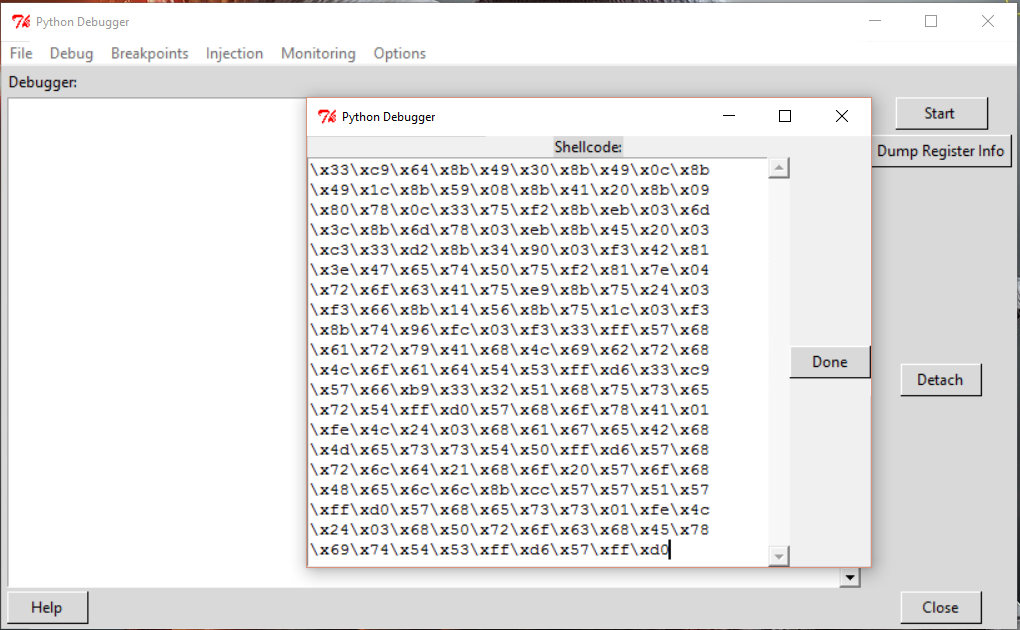 Python Debugger
File Debug Breakpoints Injection Monitoring Options
Debugger:
Start
Dump Register Info
Python Debugger
Shellcode:
\x33\xc9\x64\x8b\x49\x30\x8b\x49\x0c\x8b
\x49\x1c\x8b\x59\x08\x8b\x41\x20\x8b\x09
\x80\x78\x0c\x33\x75\xf2\x8b\xeb\x03\x6d
\x3c\x8b\x6d\x78\x03\xeb\x8b\x45\x20\x03
\xc3\x33\xd2\x8b\x34\x90\x03\xf3\x42\x81
\x3e\x47\x65\x74\x50\x75\xf2\x81\x7e\x04
\x72\x6f\x63\x41\x75\xe9\x8b\x75\x24\x03
\xf3\x66\x8b\x14\x56\x8b\x75\x1c\x03\xf3
\x8b\x74\x96\xfc\x03\xf3\x33\xff\x57\x68
\x61\x72\x79\x41\x68\x4c\x69\x62\x72\x68
\x4c\x6f\x61\x64\x54\x53\xff\xd6\x33\xc9
\x57\x66\xb9\x33\x32\x51\x68\x75\x73\x65
\x72\x54\xff\xd0\x57\x68\x6f\x78\x41\x01
\xfe\x4c\x24\x03\x68\x61\x67\x65\x42\x68
\x4d\x65\x73\x73\x54\x50\xff\xd6\x57\x68
\x72\x6c\x64\x21\x68\x6f\x20\x57\x6f\x68
\x48\x65\x6c\x6c\x8b\xcc\x57\x57\x51\x57
\xff\xd0\x57\x68\x65\x73\x73\x01\xfe\x4c
\x24\x03\x68\x50\x72\x6f\x63\x68\x45\x78
\x69\x74\x54\x53\xff\xd6\x57\xff\xd0
Done
Detach
Help
Close